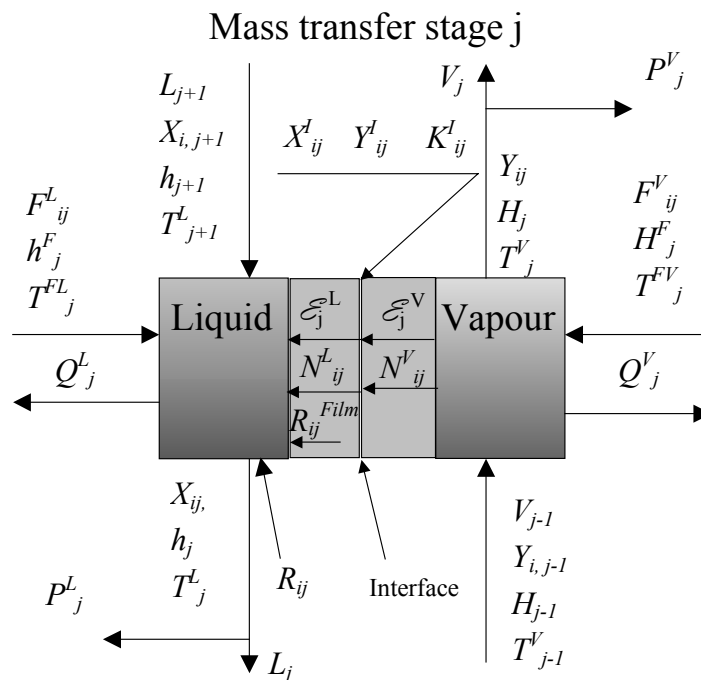 Mass transfer stage j
L_{j+1}
X_{i, j+1}
h_{j+1}
T^L_{j+1}
X^I_{ij} Y^I_{ij} K^I_{ij}
V_j
P^V_j
Y_{ij}
H_j
T^V_j
F^L_{ij}
h^F_j
T^{FL}_j
F^V_{ij}
H^F_j
T^{FV}_j
Liquid
ℰ_j^L
ℰ_j^V
Vapour
N^L_{ij}
N^V_{ij}
R_{ij}^{Film}
Q^L_j
Q^V_j
X_{ij,}
h_j
T^L_j
P^L_j
L_j
R_{ij}
Interface
V_{j-1}
Y_{i, j-1}
H_{j-1}
T^V_{j-1}